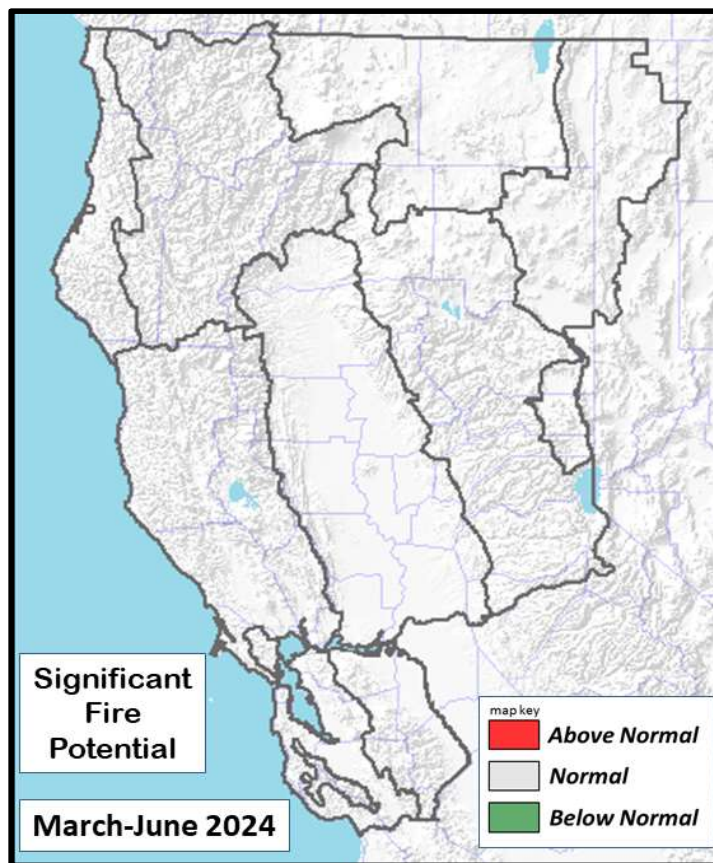 Significant
Fire
Potential
March-June 2024
map key
Above Normal
Normal
Below Normal